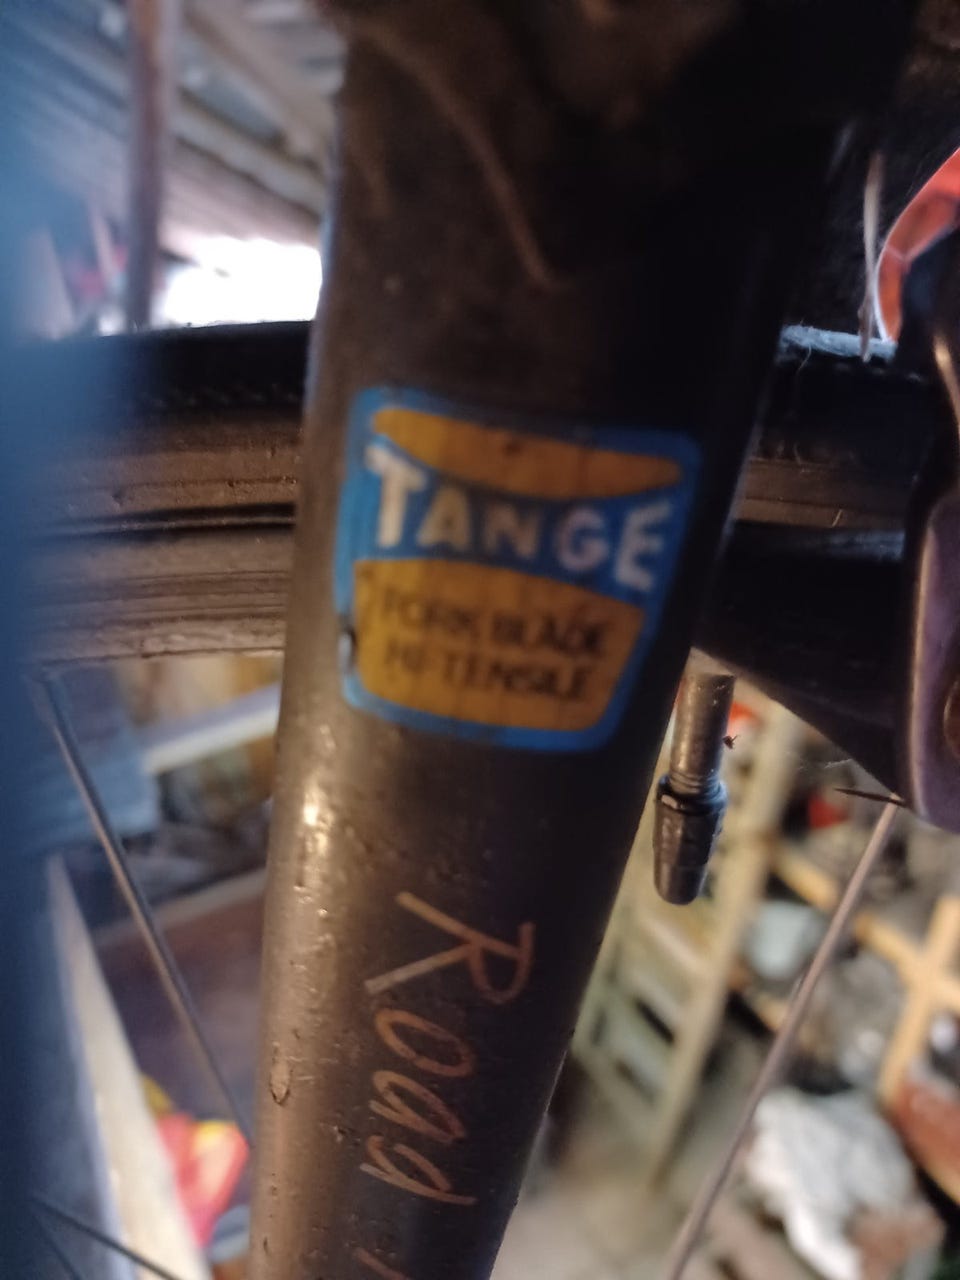 TANGE
FORK BLADE
HI-TENSILE
Road